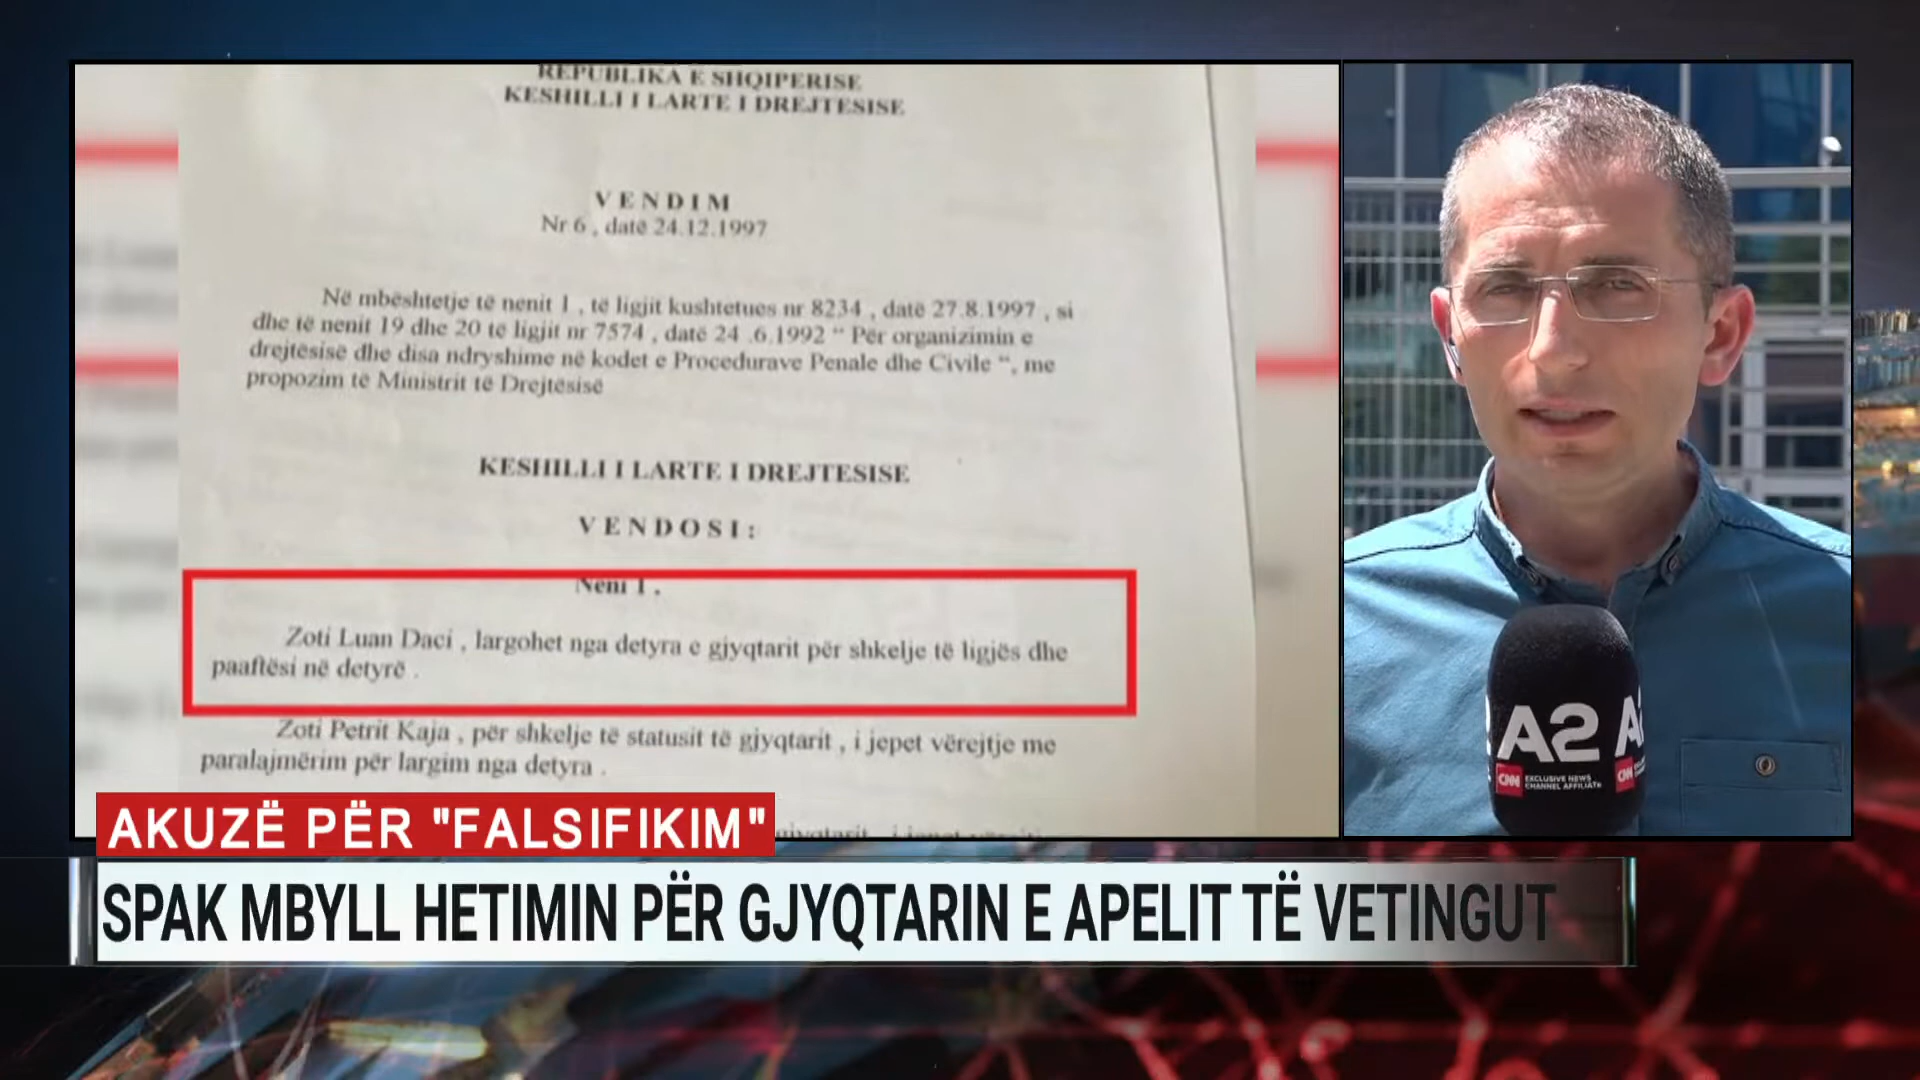 REPUBLIKA E SHQIPERISE
KESHILLI I LARTE I DREJTESISE
VENDIM
Nr 6 , datë 24.12.1997
Në mbështetje të nenit 1 , të ligjit kushtetues nr 8234 , datë 27.8.1997 , si
dhe të nenit 19 dhe 20 të ligjit nr 7574 , datë 24 .6.1992 “ Për organizimin e
drejtësisë dhe disa ndryshime në kodet e Procedurave Penale dhe Civile “, me
propozim të Ministrit të Drejtësisë
KESHILLI I LARTE I DREJTESISE
VENDOSI :
Neni 1 .
Zoti Luan Daci , largohet nga detyra e gjyqtarit për shkelje të ligjës dhe
paaftësi në detyrë .
Zoti Petrit Kaja , për shkelje të statusit të gjyqtarit , i jepet vërejtje me
paralajmërim për largim nga detyra .
AKUZË PËR "FALSIFIKIM"
SPAK MBYLL HETIMIN PËR GJYQTARIN E APELIT TË VETINGUT
A2
CNN
EXCLUSIVE NEWS
CHANNEL AFFILIATE